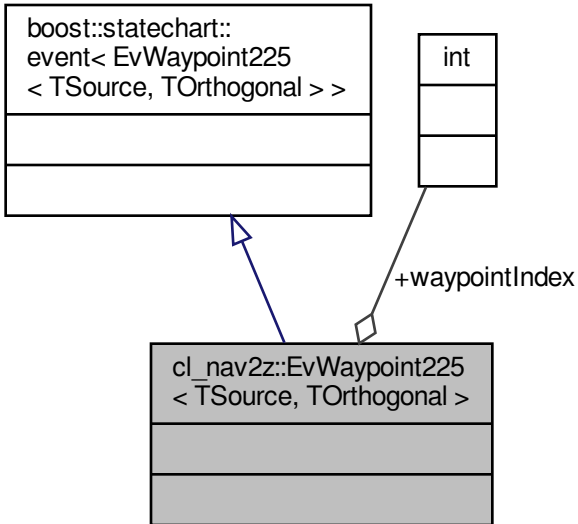 boost::statechart::
event< EvWaypoint225
< TSource, TOrthogonal > >
int
+waypointIndex
cl_nav2z::EvWaypoint225
< TSource, TOrthogonal >